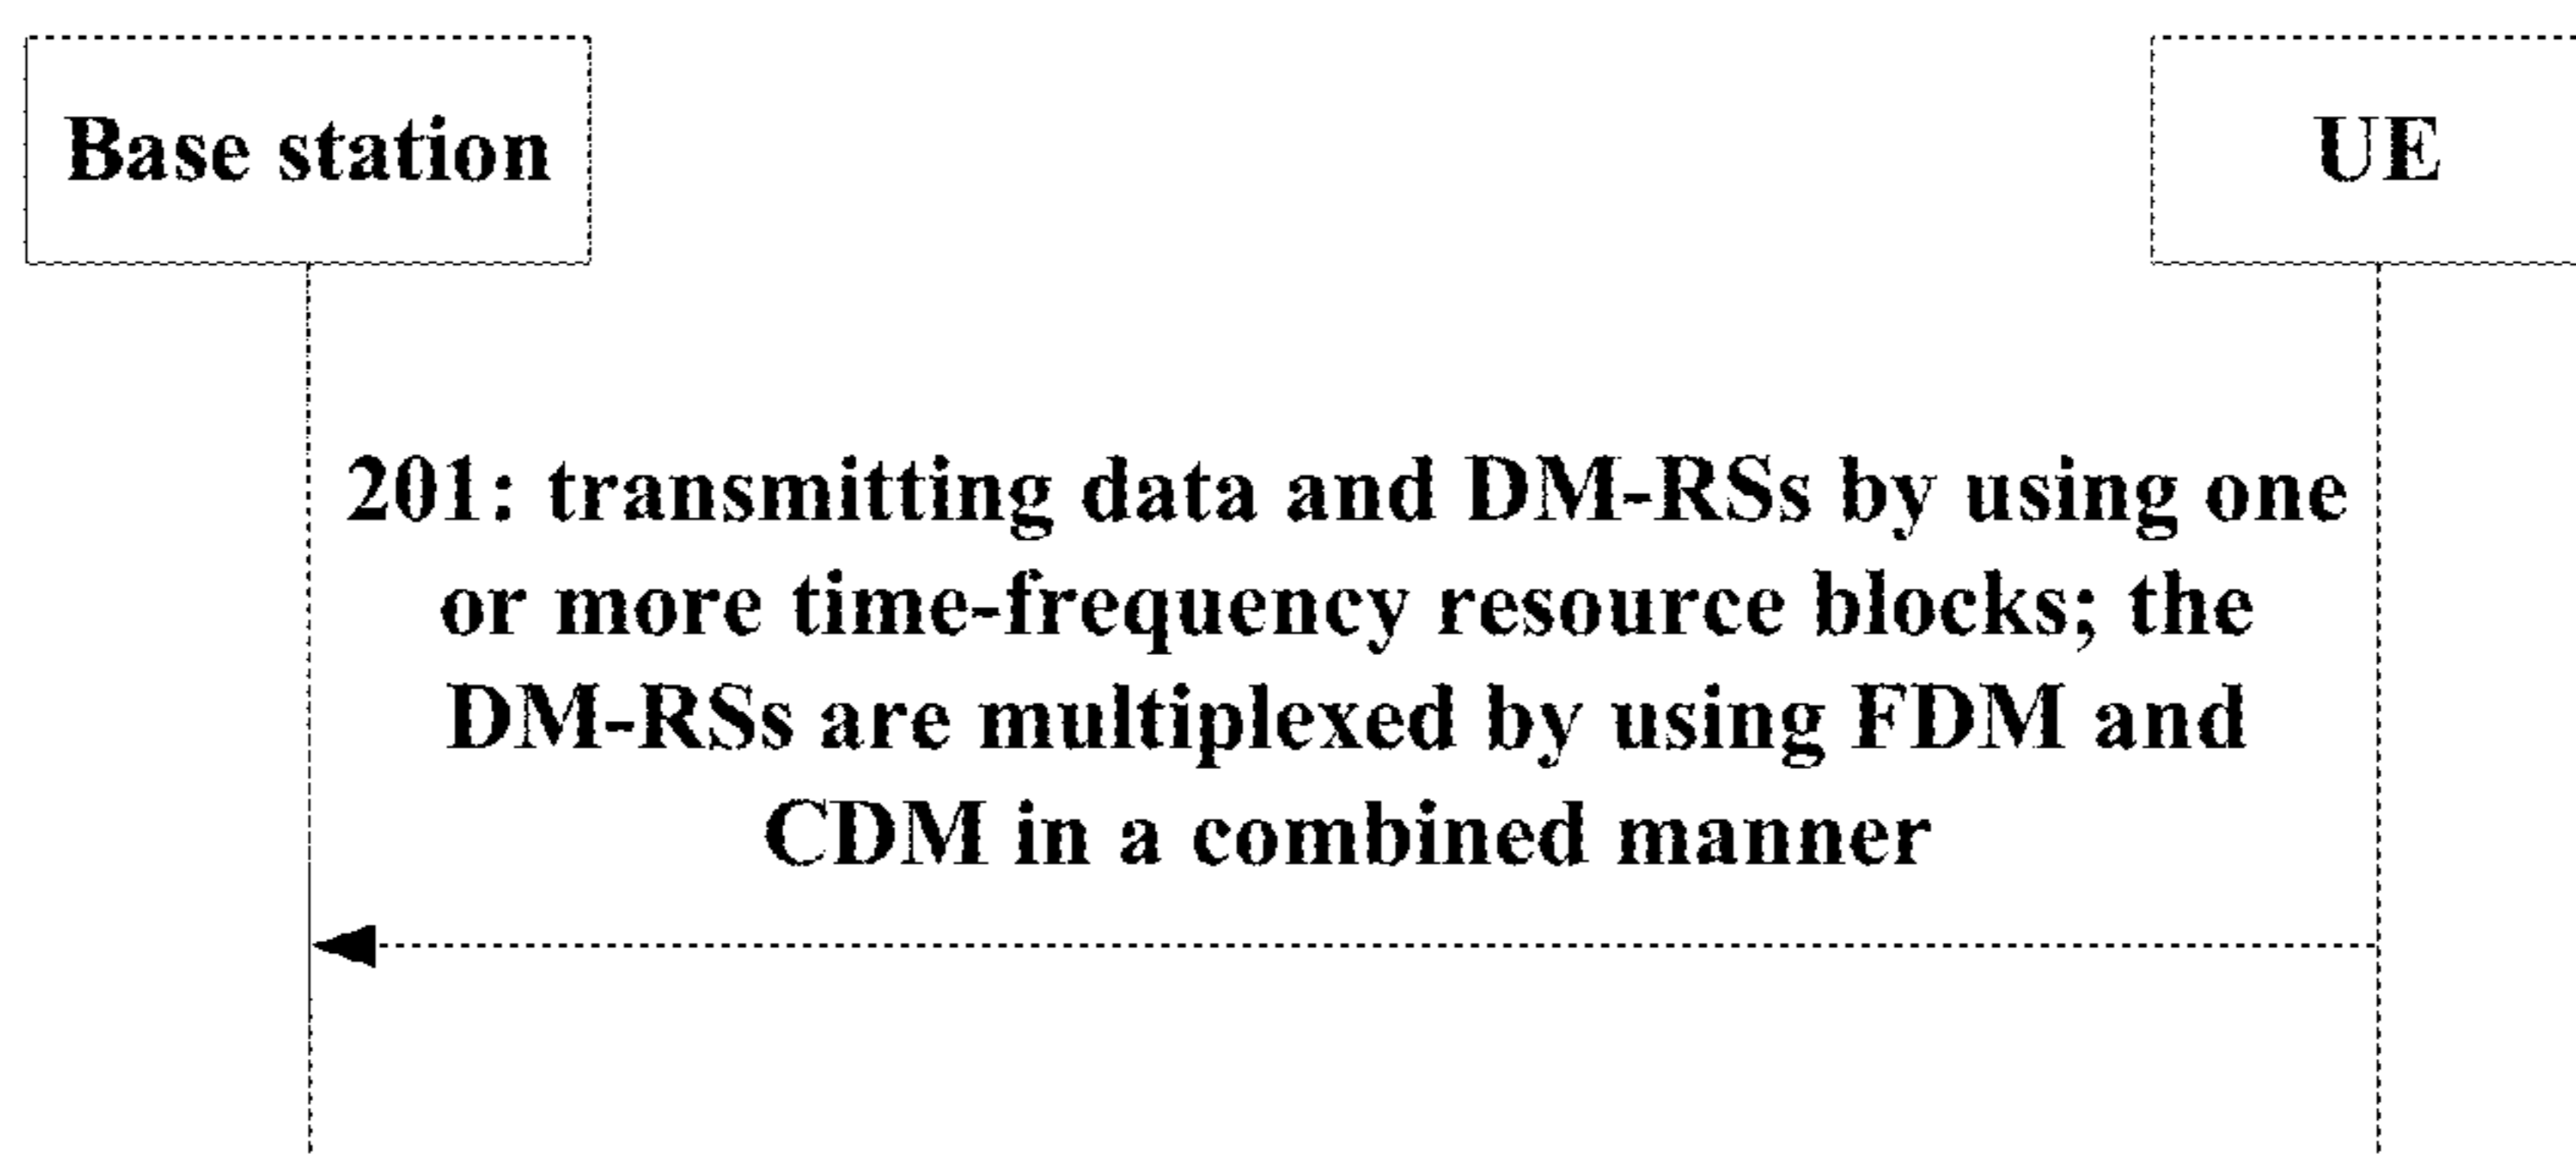 Base station
UE
201: transmitting data and DM-RSs by using one
or more time-frequency resource blocks; the
DM-RSs are multiplexed by using FDM and
CDM in a combined manner